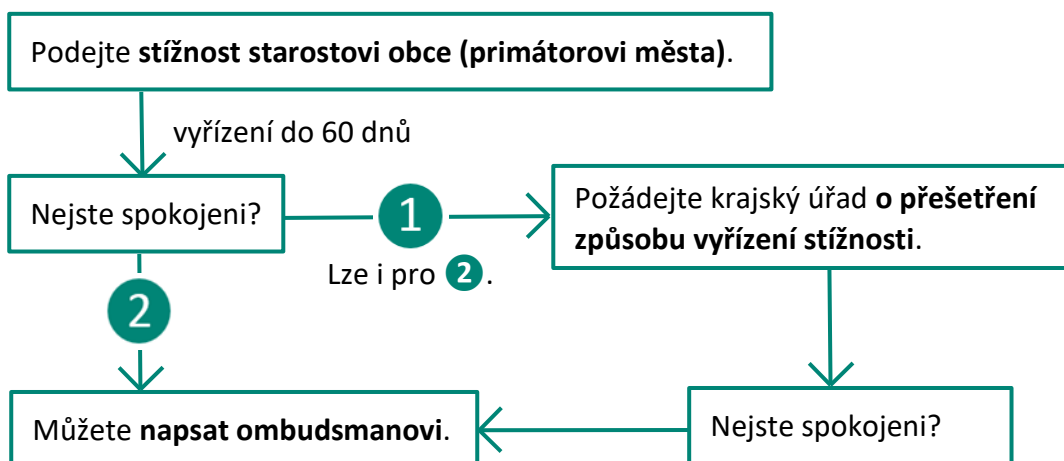 Podejte stížnost starostovi obce (primátorovi města).
vyřízení do 60 dnů
Nejste spokojeni?
1
Požádejte krajský úřad o přešetření
způsobu vyřízení stížnosti.
Lze i pro 2.
2
Můžete napsat ombudsmanovi.
Nejste spokojeni?